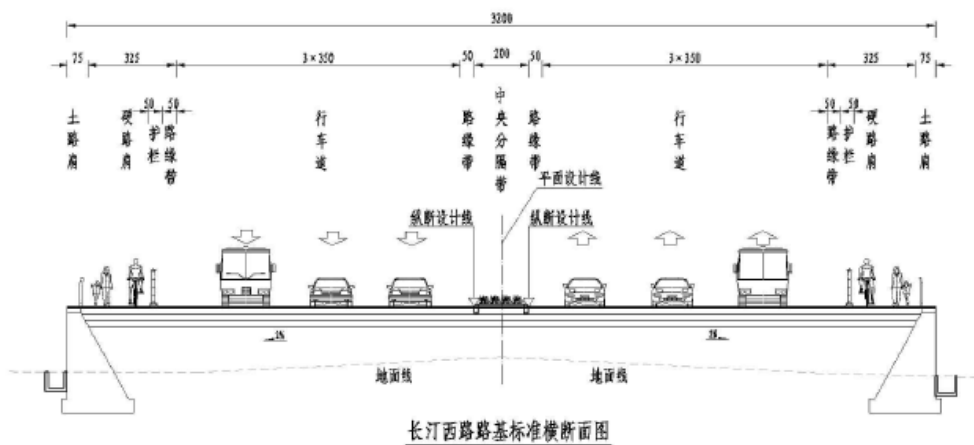 3200
75 325 3×350 50 200 50 3×350 325 75
50 50 50 50
土路肩
硬路肩
护栏
路缘带
行车道
路缘带
中央分隔带
路缘带
行车道
路缘带
护栏
硬路肩
土路肩
平面设计线
纵断设计线 纵断设计线
2% 2%
地面线 地面线
长汀西路路基标准横断面图